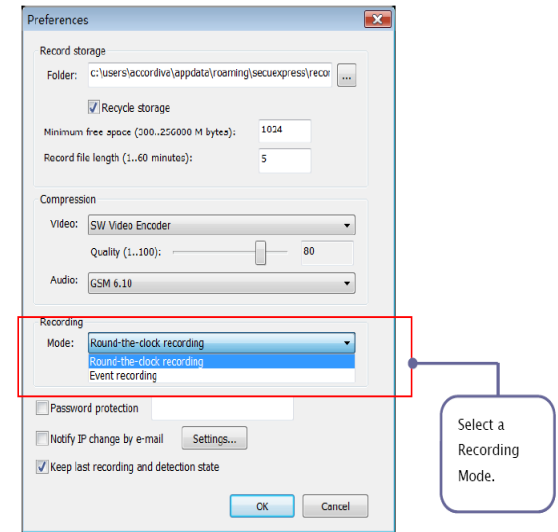 Preferences
Record storage
Folder: c:\users\accordiva\appdata\roaming\secuexpress\recor ...
Recycle storage
Minimum free space (300..256000 M bytes): 1024
Record file length (1..60 minutes): 5
Compression
Video: SW Video Encoder
Quality (1..100): 80
Audio: GSM 6.10
Recording
Mode: Round-the-clock recording
Round-the-clock recording
Event recording
Password protection
Notify IP change by e-mail Settings...
Keep last recording and detection state
OK Cancel
Select a
Recording
Mode.